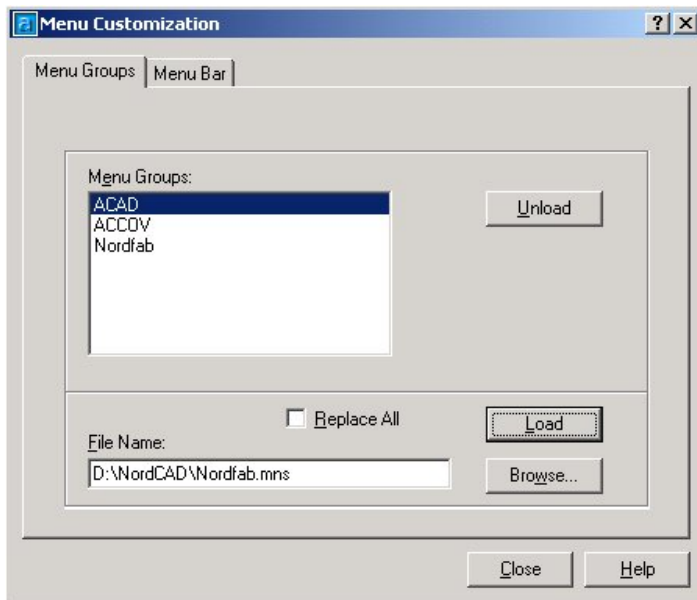 Menu Customization
Menu Groups Menu Bar
Menu Groups:
ACAD
ACCOV
Nordfab
Unload
Replace All
Load
File Name:
D:\NordCAD\Nordfab.mns
Browse...
Close Help